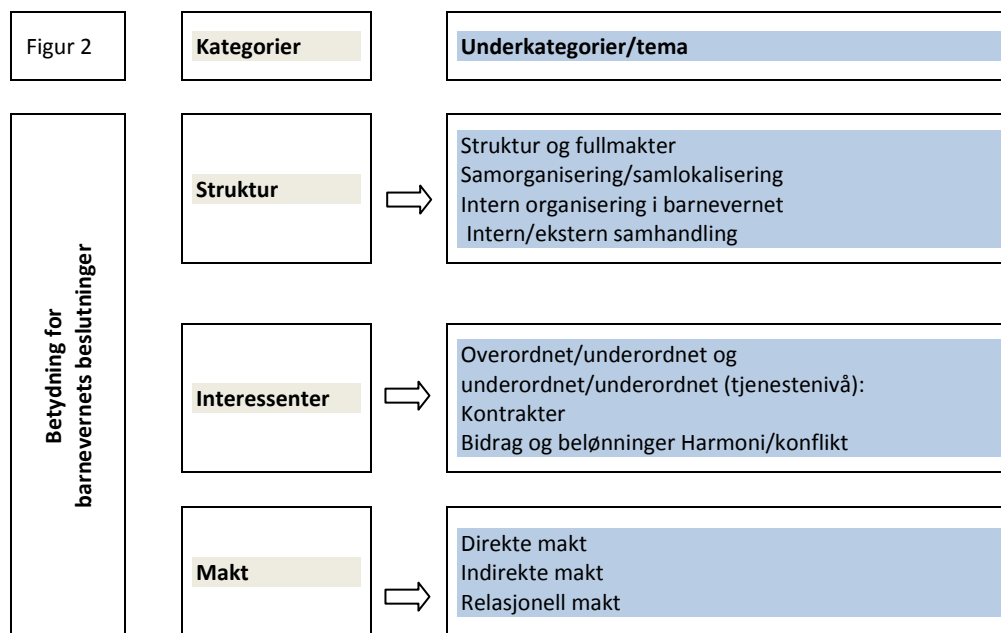 Figur 2
Kategorier
Underkategorier/tema
Betydning for
barnevernets beslutninger
Struktur
Struktur og fullmakter
Samorganisering/samlokalisering
Intern organisering i barnevernet
Intern/ekstern samhandling
Interessenter
Overordnet/underordnet og
underordnet/underordnet (tjenestenivå):
Kontrakter
Bidrag og belønninger Harmoni/konflikt
Makt
Direkte makt
Indirekte makt
Relasjonell makt